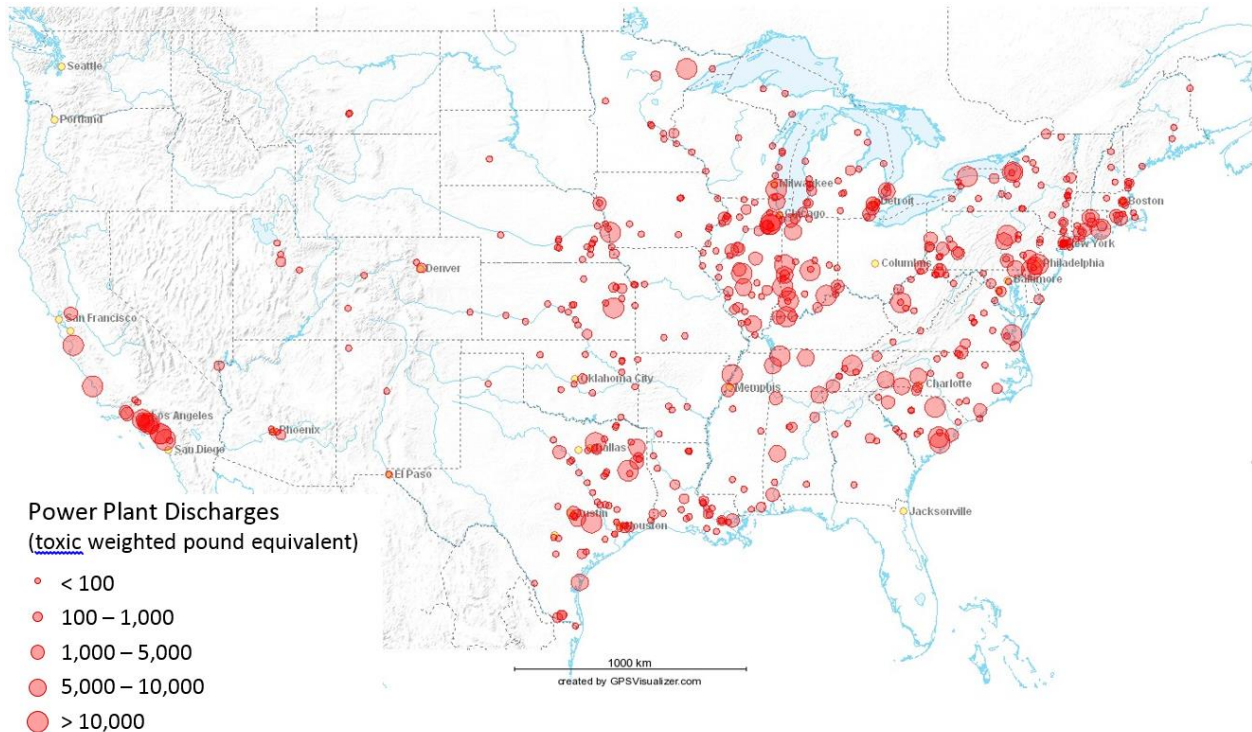 Seattle
Portland
Milwaukee
Detroit
Boston
Chicago
New York
Denver
Columbus
Philadelphia
Baltimore
San Francisco
Oklahoma City
Memphis
Charlotte
Los Angeles
Phoenix
San Diego
Dallas
El Paso
Austin
Houston
Jacksonville
Power Plant Discharges
(toxic weighted pound equivalent)
< 100
100 – 1,000
1,000 – 5,000
5,000 – 10,000
> 10,000
1000 km
created by GPSVisualizer.com